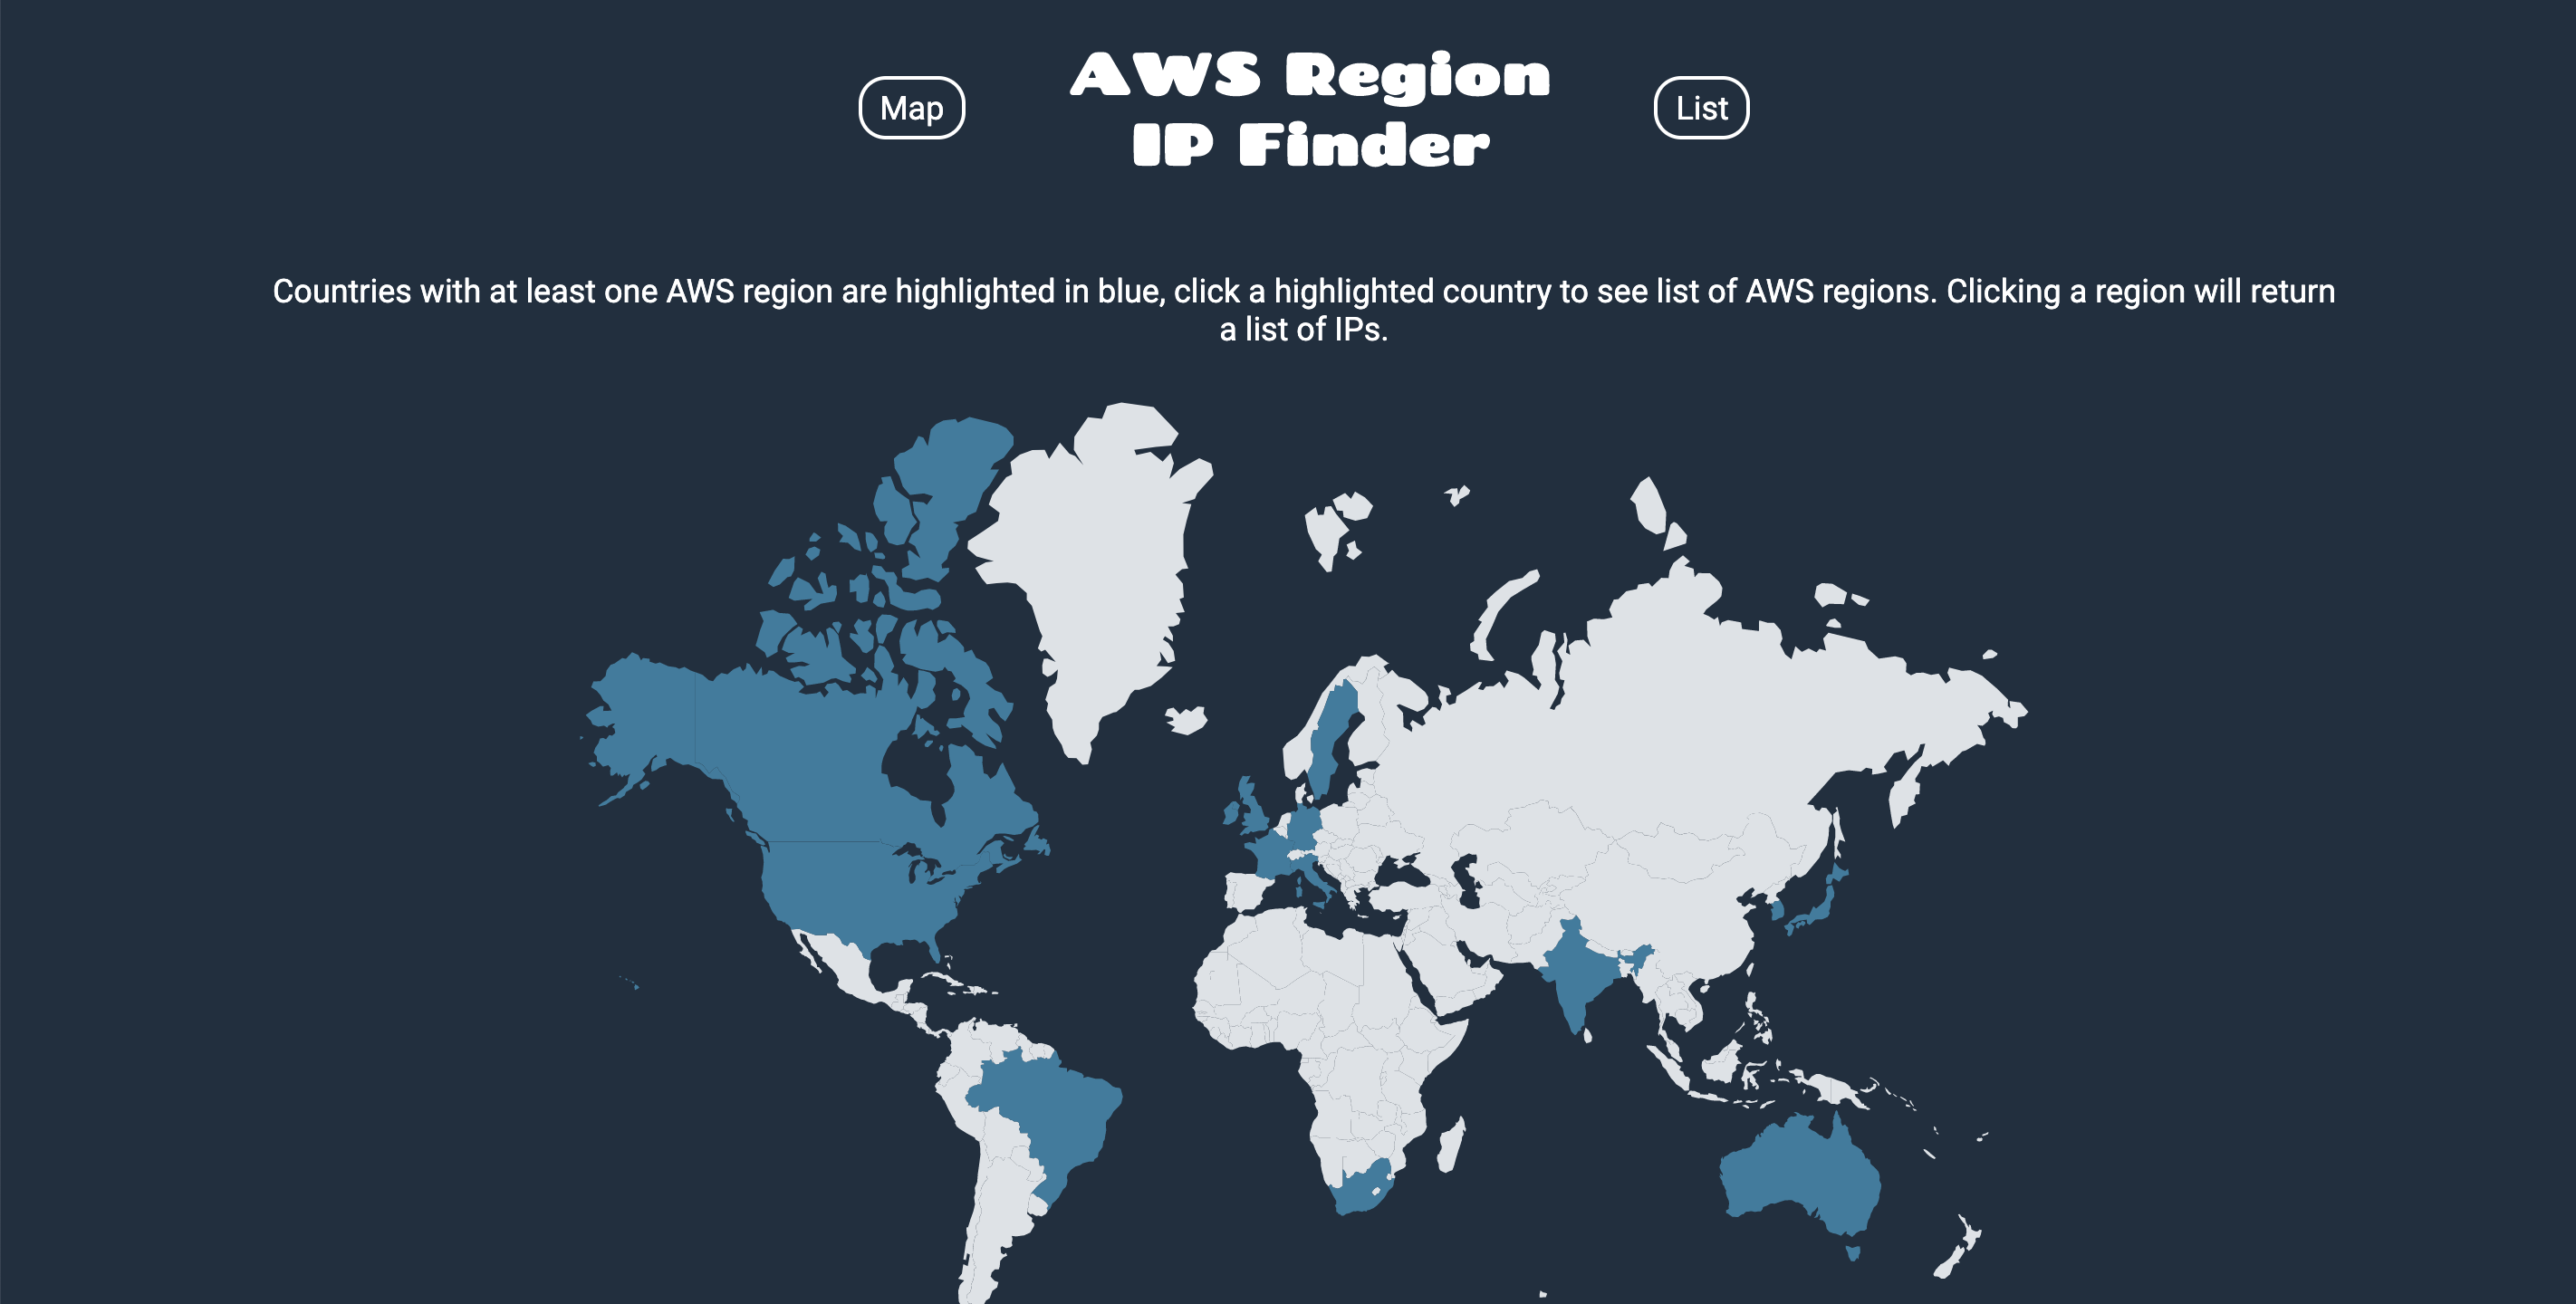 Map
AWS Region
IP Finder
List
Countries with at least one AWS region are highlighted in blue, click a highlighted country to see list of AWS regions. Clicking a region will return
a list of IPs.